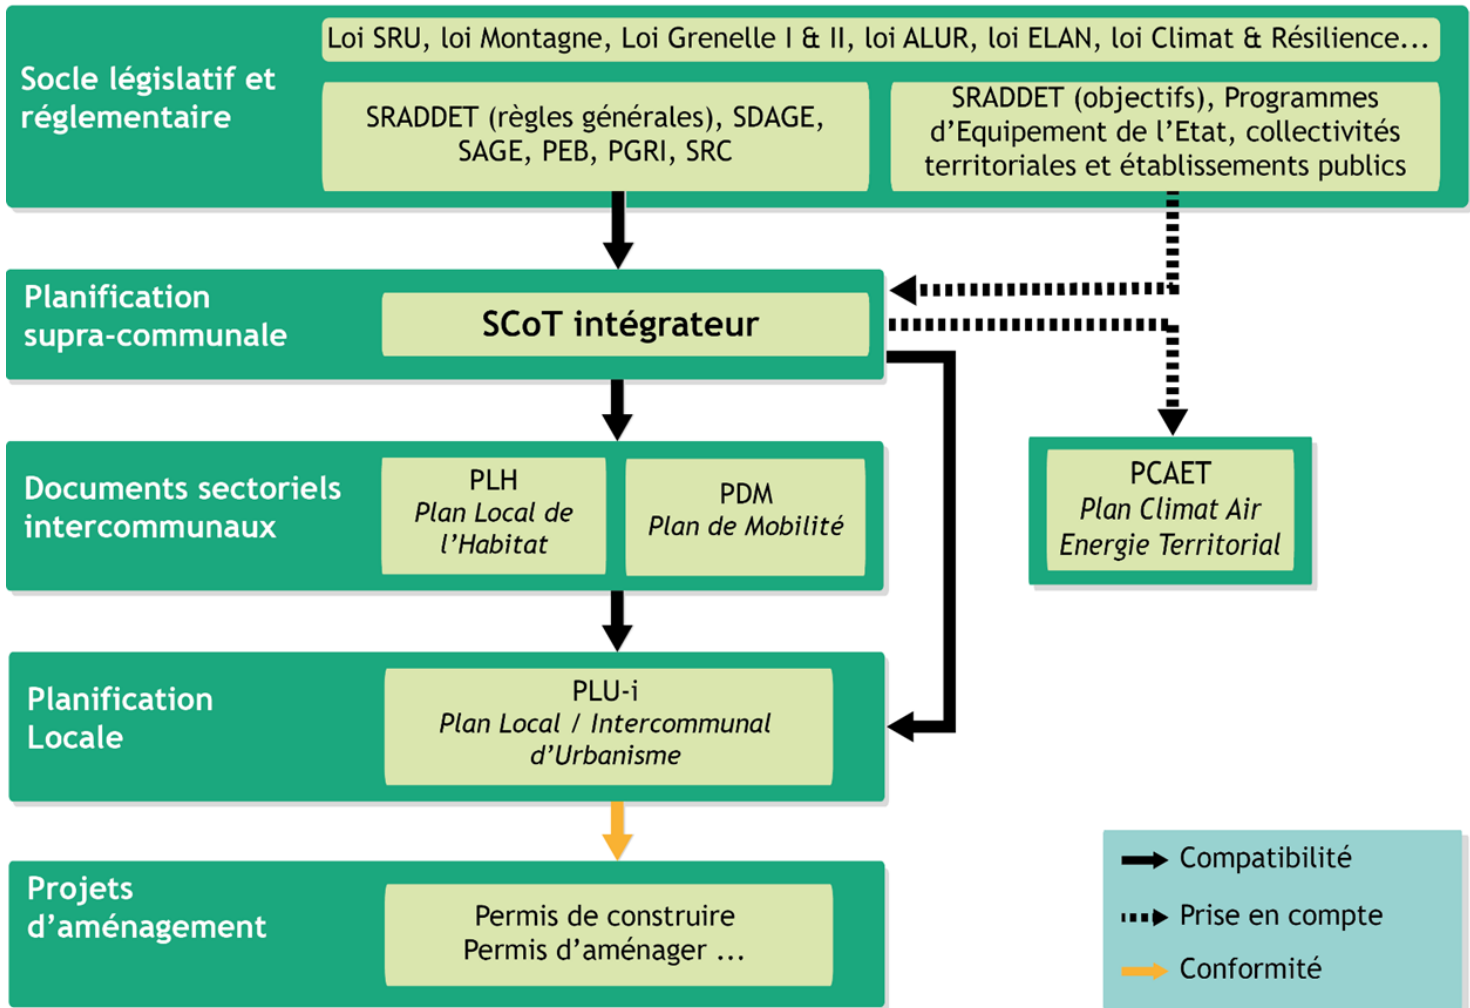 Socle législatif et
réglementaire
Loi SRU, loi Montagne, Loi Grenelle I & II, loi ALUR, loi ELAN, loi Climat & Résilience...
SRADDET (règles générales), SDAGE,
SAGE, PEB, PGRI, SRC
SRADDET (objectifs), Programmes
d’Equipement de l’Etat, collectivités
territoriales et établissements publics
Planification
supra-communale
SCoT intégrateur
Documents sectoriels
intercommunaux
PLH
Plan Local de
l’Habitat
PDM
Plan de Mobilité
PCAET
Plan Climat Air
Energie Territorial
Planification
Locale
PLU-i
Plan Local / Intercommunal
d’Urbanisme
Projets
d’aménagement
Permis de construire
Permis d’aménager ...
Compatibilité
Prise en compte
Conformité